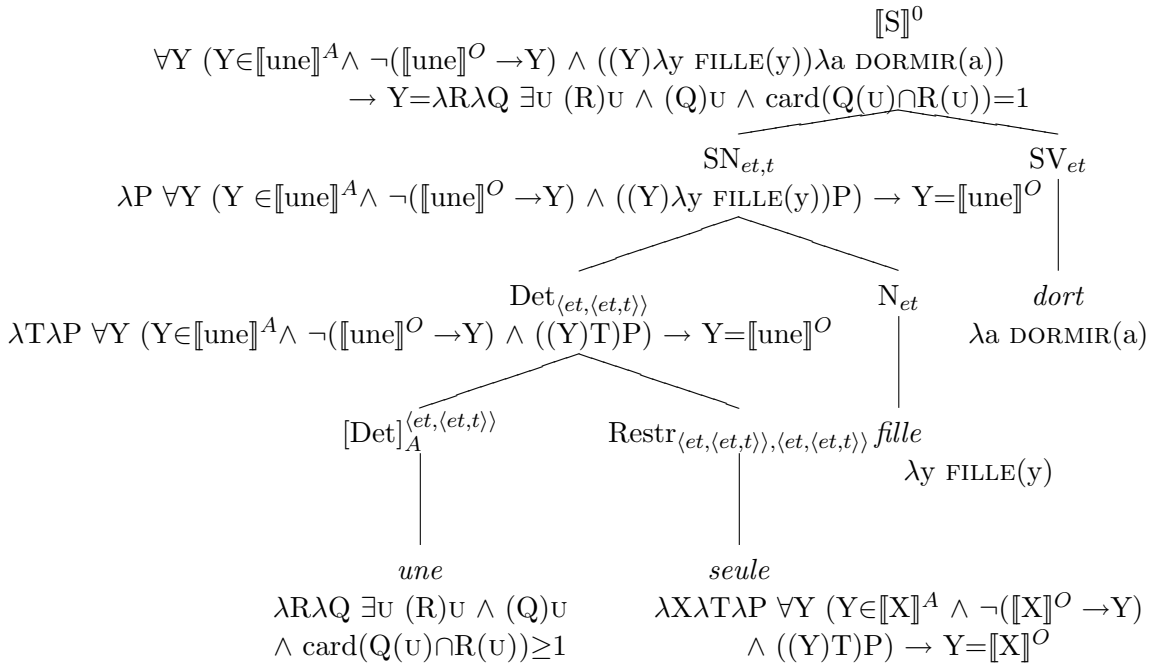 ⟦S⟧⁰
∀Y (Y∈⟦une⟧ᴬ∧ ¬(⟦une⟧ᴼ →Y) ∧ ((Y)λy FILLE(y))λa DORMIR(a))
→ Y=λRλQ ∃U (R)U ∧ (Q)U ∧ card(Q(U)∩R(U))=1
SN_{et,t} SV_{et}
λP ∀Y (Y ∈⟦une⟧ᴬ∧ ¬(⟦une⟧ᴼ →Y) ∧ ((Y)λy FILLE(y))P) → Y=⟦une⟧ᴼ
Det_{⟨et,⟨et,t⟩⟩} N_{et} dort
λTλP ∀Y (Y∈⟦une⟧ᴬ∧ ¬(⟦une⟧ᴼ →Y) ∧ ((Y)T)P) → Y=⟦une⟧ᴼ λa DORMIR(a)
[Det]_A^{⟨et,⟨et,t⟩⟩} Restr_{⟨et,⟨et,t⟩⟩,⟨et,⟨et,t⟩⟩} fille
λy FILLE(y)
une seule
λRλQ ∃U (R)U ∧ (Q)U λXλTλP ∀Y (Y∈⟦X⟧ᴬ ∧ ¬(⟦X⟧ᴼ →Y)
∧ card(Q(U)∩R(U))≥1 ∧ ((Y)T)P) → Y=⟦X⟧ᴼ